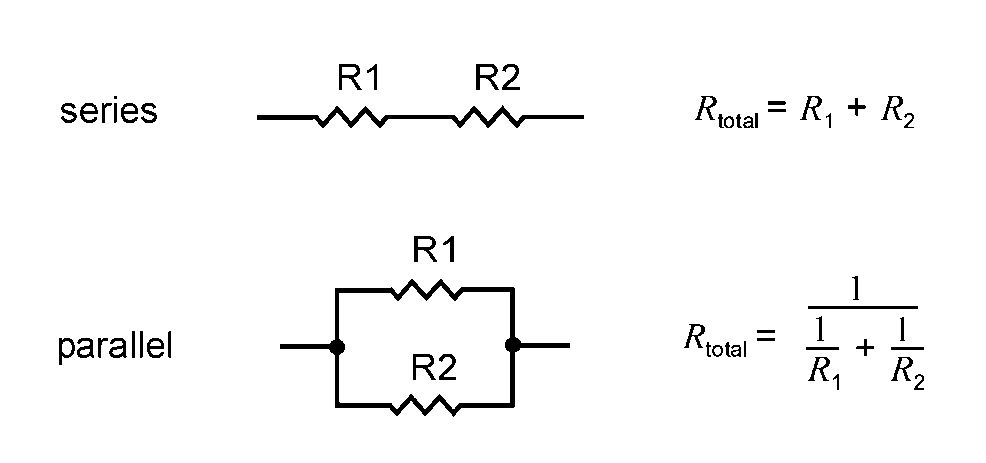 series
R1 R2
R_total = R_1 + R_2
parallel
R1
R2
R_total = 1 / (1/R_1 + 1/R_2)